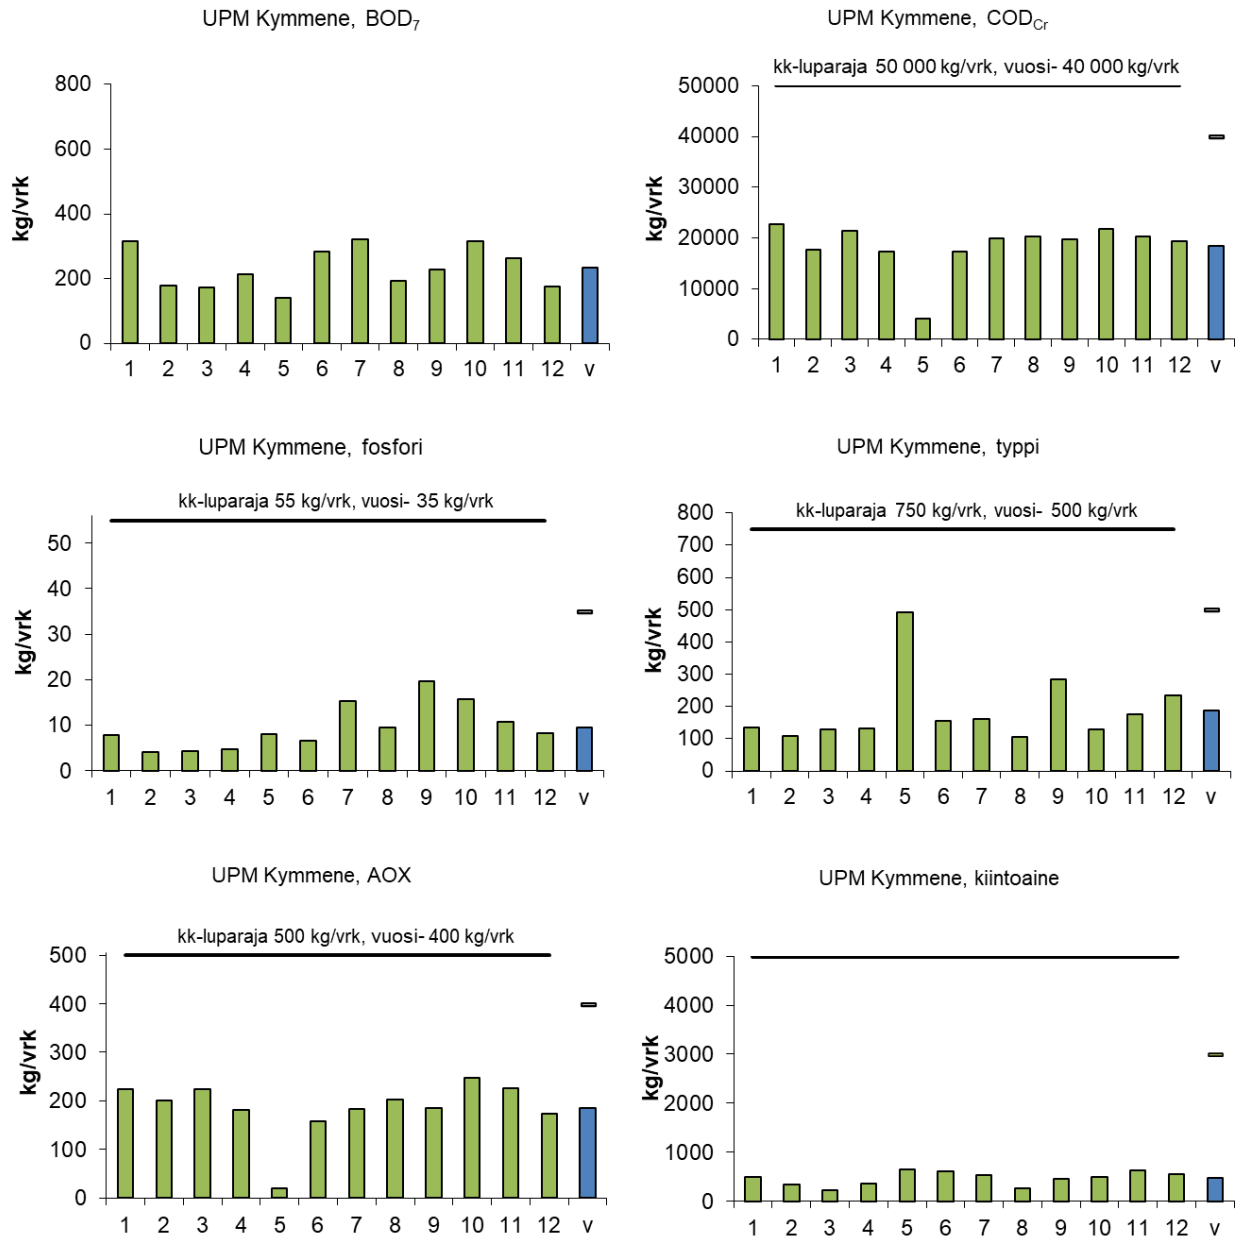 UPM Kymmene, BOD₇
800
600
400
200
0
kg/vrk
1 2 3 4 5 6 7 8 9 10 11 12 v
UPM Kymmene, COD_Cr
kk-luparaja 50 000 kg/vrk, vuosi- 40 000 kg/vrk
50000
40000
30000
20000
10000
0
kg/vrk
1 2 3 4 5 6 7 8 9 10 11 12 v
UPM Kymmene, fosfori
kk-luparaja 55 kg/vrk, vuosi- 35 kg/vrk
50
40
30
20
10
0
kg/vrk
1 2 3 4 5 6 7 8 9 10 11 12 v
UPM Kymmene, typpi
kk-luparaja 750 kg/vrk, vuosi- 500 kg/vrk
800
700
600
500
400
300
200
100
0
kg/vrk
1 2 3 4 5 6 7 8 9 10 11 12 v
UPM Kymmene, AOX
kk-luparaja 500 kg/vrk, vuosi- 400 kg/vrk
500
400
300
200
100
0
kg/vrk
1 2 3 4 5 6 7 8 9 10 11 12 v
UPM Kymmene, kiintoaine
5000
4000
3000
2000
1000
0
kg/vrk
1 2 3 4 5 6 7 8 9 10 11 12 v